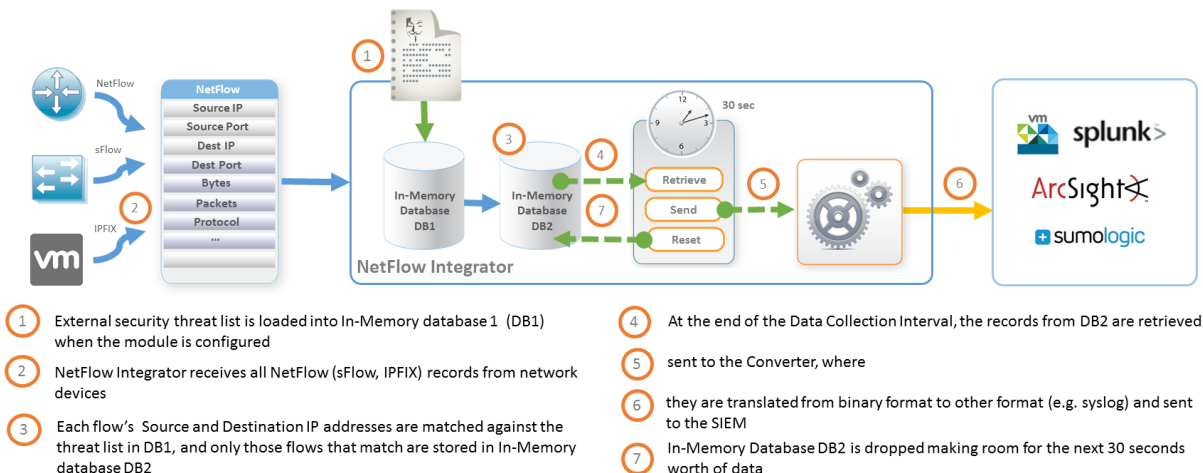 1
NetFlow
sFlow
2
IPFIX
vm
NetFlow
Source IP
Source Port
Dest IP
Dest Port
Bytes
Packets
Protocol
...
In-Memory
Database
DB1
3
In-Memory
Database
DB2
4
7
12
3
6
9
30 sec
Retrieve
Send
Reset
5
NetFlow Integrator
6
vm
splunk>
ArcSight
sumologic
1
External security threat list is loaded into In-Memory database 1 (DB1)
when the module is configured
2
NetFlow Integrator receives all NetFlow (sFlow, IPFIX) records from network
devices
3
Each flow's Source and Destination IP addresses are matched against the
threat list in DB1, and only those flows that match are stored in In-Memory
database DB2
4
At the end of the Data Collection Interval, the records from DB2 are retrieved
5
sent to the Converter, where
6
they are translated from binary format to other format (e.g. syslog) and sent
to the SIEM
7
In-Memory Database DB2 is dropped making room for the next 30 seconds
worth of data